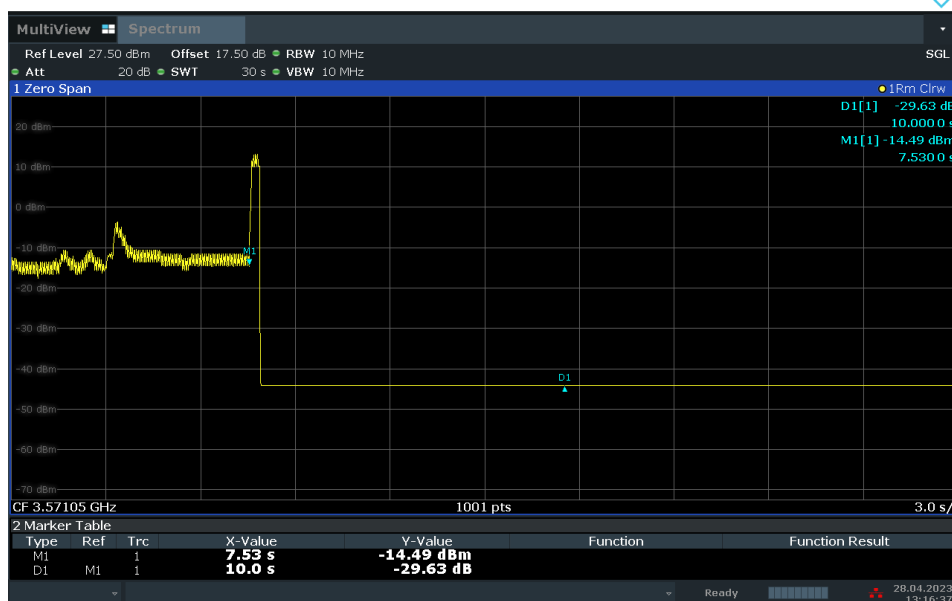 MultiView Spectrum
Ref Level 27.50 dBm Offset 17.50 dB RBW 10 MHz SGL
Att 20 dB SWT 30 s VBW 10 MHz
1 Zero Span 1Rm Clrw
D1[1] -29.63 dB
10.000 0 s
M1[1] -14.49 dBm
7.530 0 s
20 dBm
10 dBm
0 dBm
-10 dBm
M1
-20 dBm
-30 dBm
-40 dBm
D1
-50 dBm
-60 dBm
-70 dBm
CF 3.57105 GHz 1001 pts 3.0 s/
2 Marker Table
Type Ref Trc X-Value Y-Value Function Function Result
M1 1 7.53 s -14.49 dBm
D1 M1 1 10.0 s -29.63 dB
Ready 28.04.2023
13:16:37